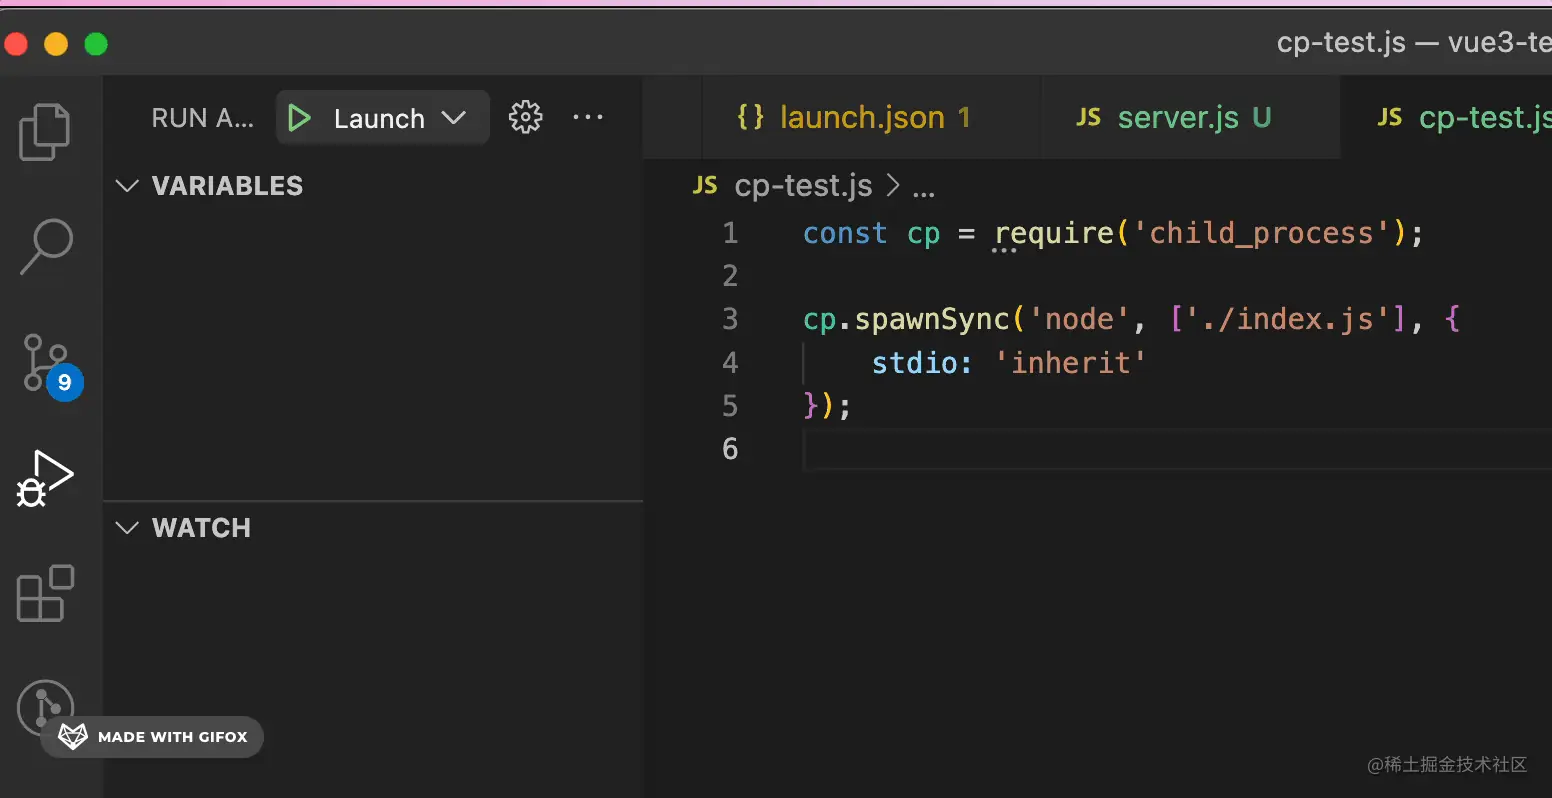 cp-test.js — vue3-te
RUN A... Launch ...
{} launch.json 1 JS server.js U JS cp-test.js
VARIABLES
JS cp-test.js > ...
1 const cp = require('child_process');
2
3 cp.spawnSync('node', ['./index.js'], {
4     stdio: 'inherit'
5 });
6
9
WATCH
MADE WITH GIFOX
@稀土掘金技术社区